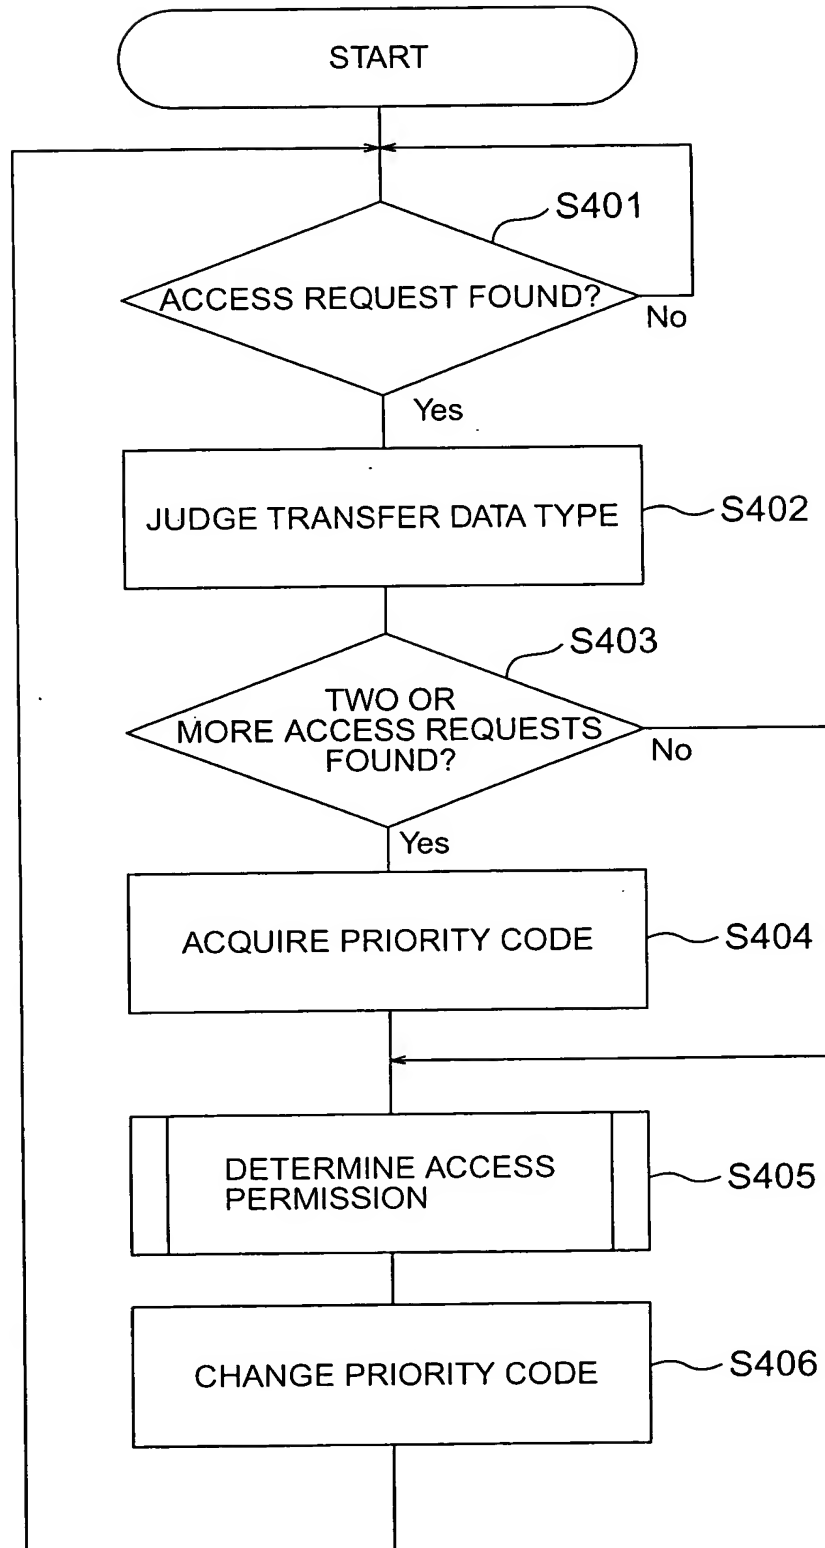 START
S401
ACCESS REQUEST FOUND?
No
Yes
JUDGE TRANSFER DATA TYPE
S402
S403
TWO OR
MORE ACCESS REQUESTS
FOUND?
No
Yes
ACQUIRE PRIORITY CODE
S404
DETERMINE ACCESS
PERMISSION
S405
CHANGE PRIORITY CODE
S406